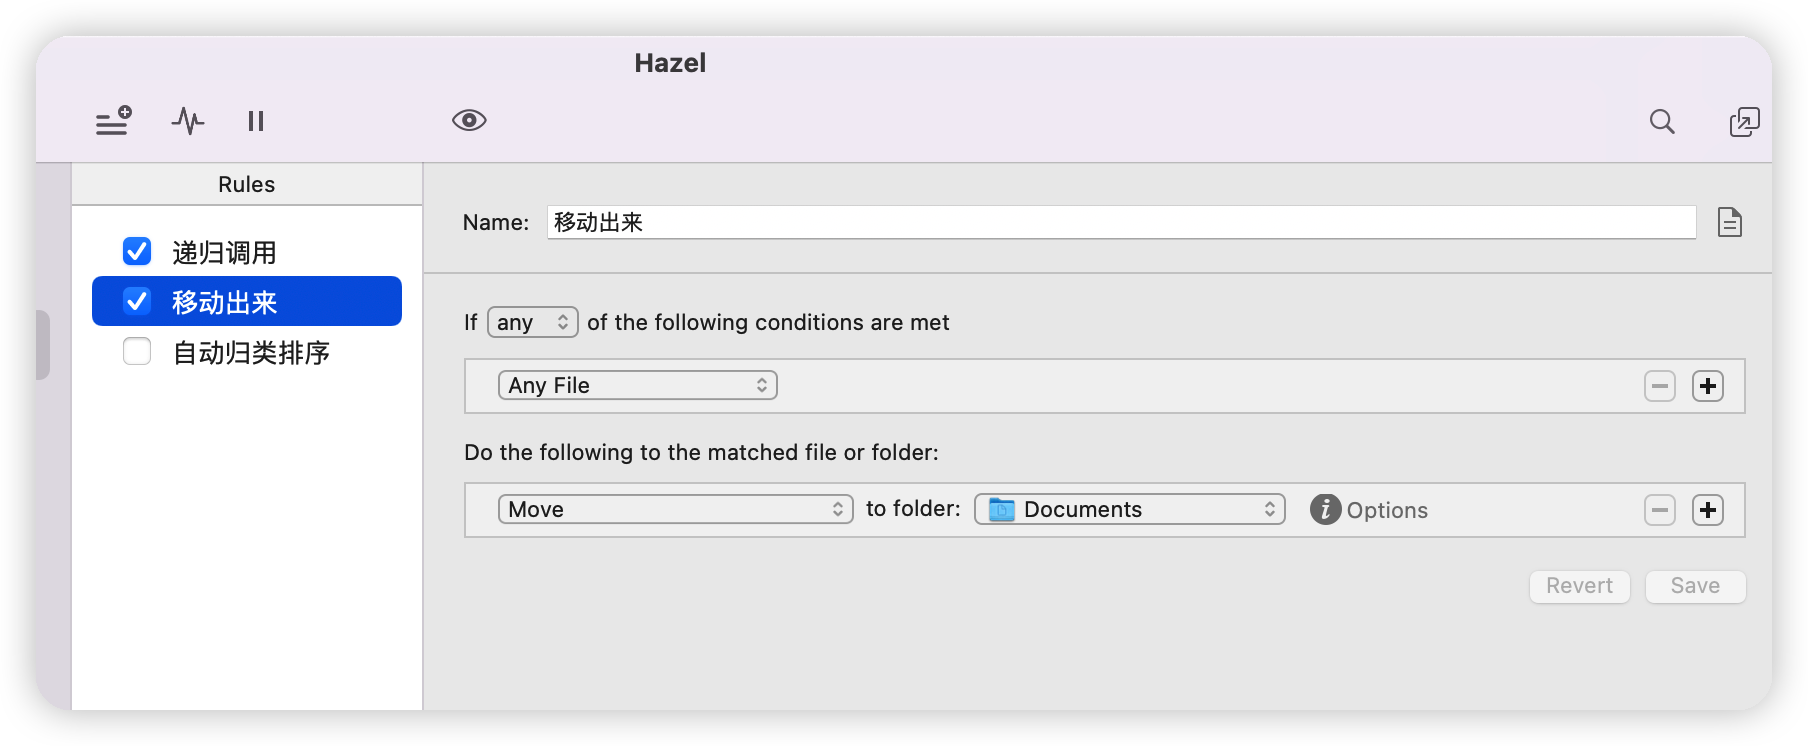 Hazel
Rules
递归调用
移动出来
自动归类排序
Name: 移动出来
If any of the following conditions are met
Any File
Do the following to the matched file or folder:
Move to folder: Documents Options
Revert Save